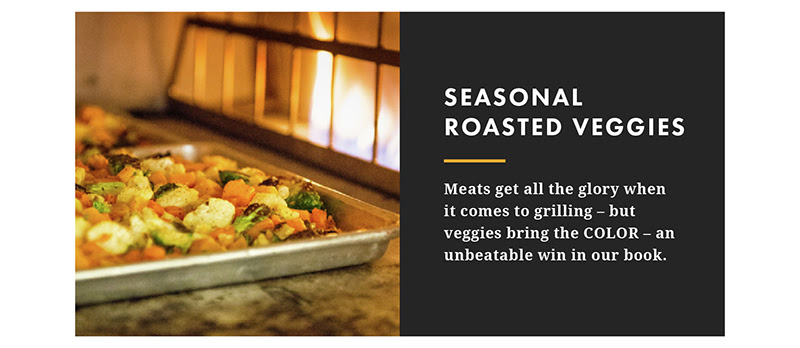 SEASONAL
ROASTED VEGGIES
Meats get all the glory when
it comes to grilling – but
veggies bring the COLOR – an
unbeatable win in our book.